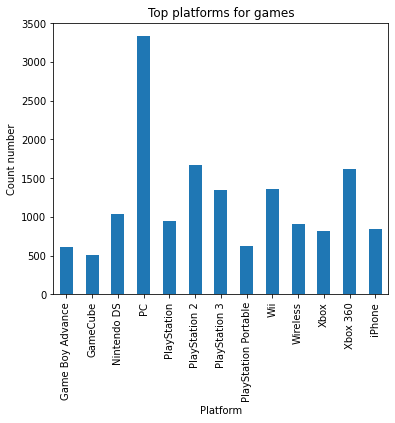 Top platforms for games
Count number
3500
3000
2500
2000
1500
1000
500
0
Game Boy Advance
GameCube
Nintendo DS
PC
PlayStation
PlayStation 2
PlayStation 3
PlayStation Portable
Wii
Wireless
Xbox
Xbox 360
iPhone
Platform